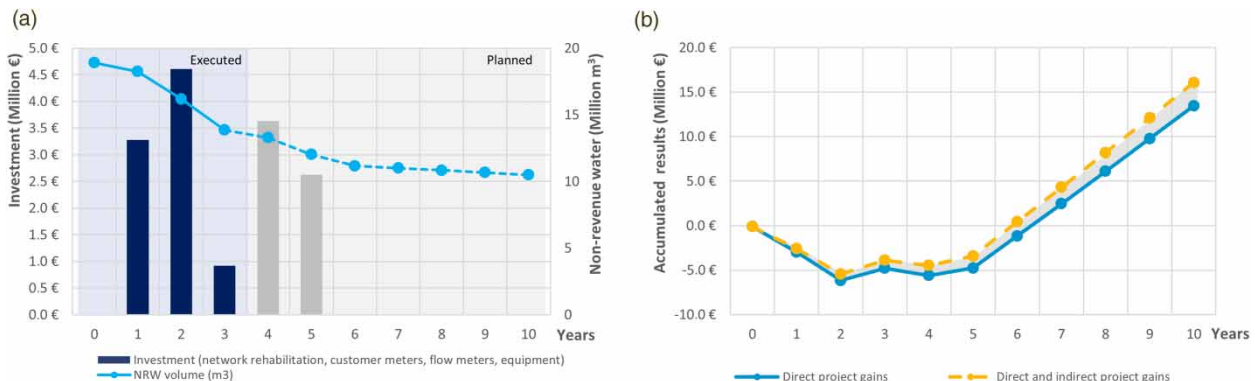 (a)
Investment (Million €)
5.0 €
4.5 €
4.0 €
3.5 €
3.0 €
2.5 €
2.0 €
1.5 €
1.0 €
0.5 €
0.0 €
Executed
Planned
20
15
10
5
0
Non-revenue water (Million m³)
0 1 2 3 4 5 6 7 8 9 10 Years
Investment (network rehabilitation, customer meters, flow meters, equipment)
NRW volume (m3)
(b)
Accumulated results (Million €)
20.0 €
15.0 €
10.0 €
5.0 €
0.0 €
-5.0 €
-10.0 €
0 1 2 3 4 5 6 7 8 9 10 Years
Direct project gains
Direct and indirect project gains